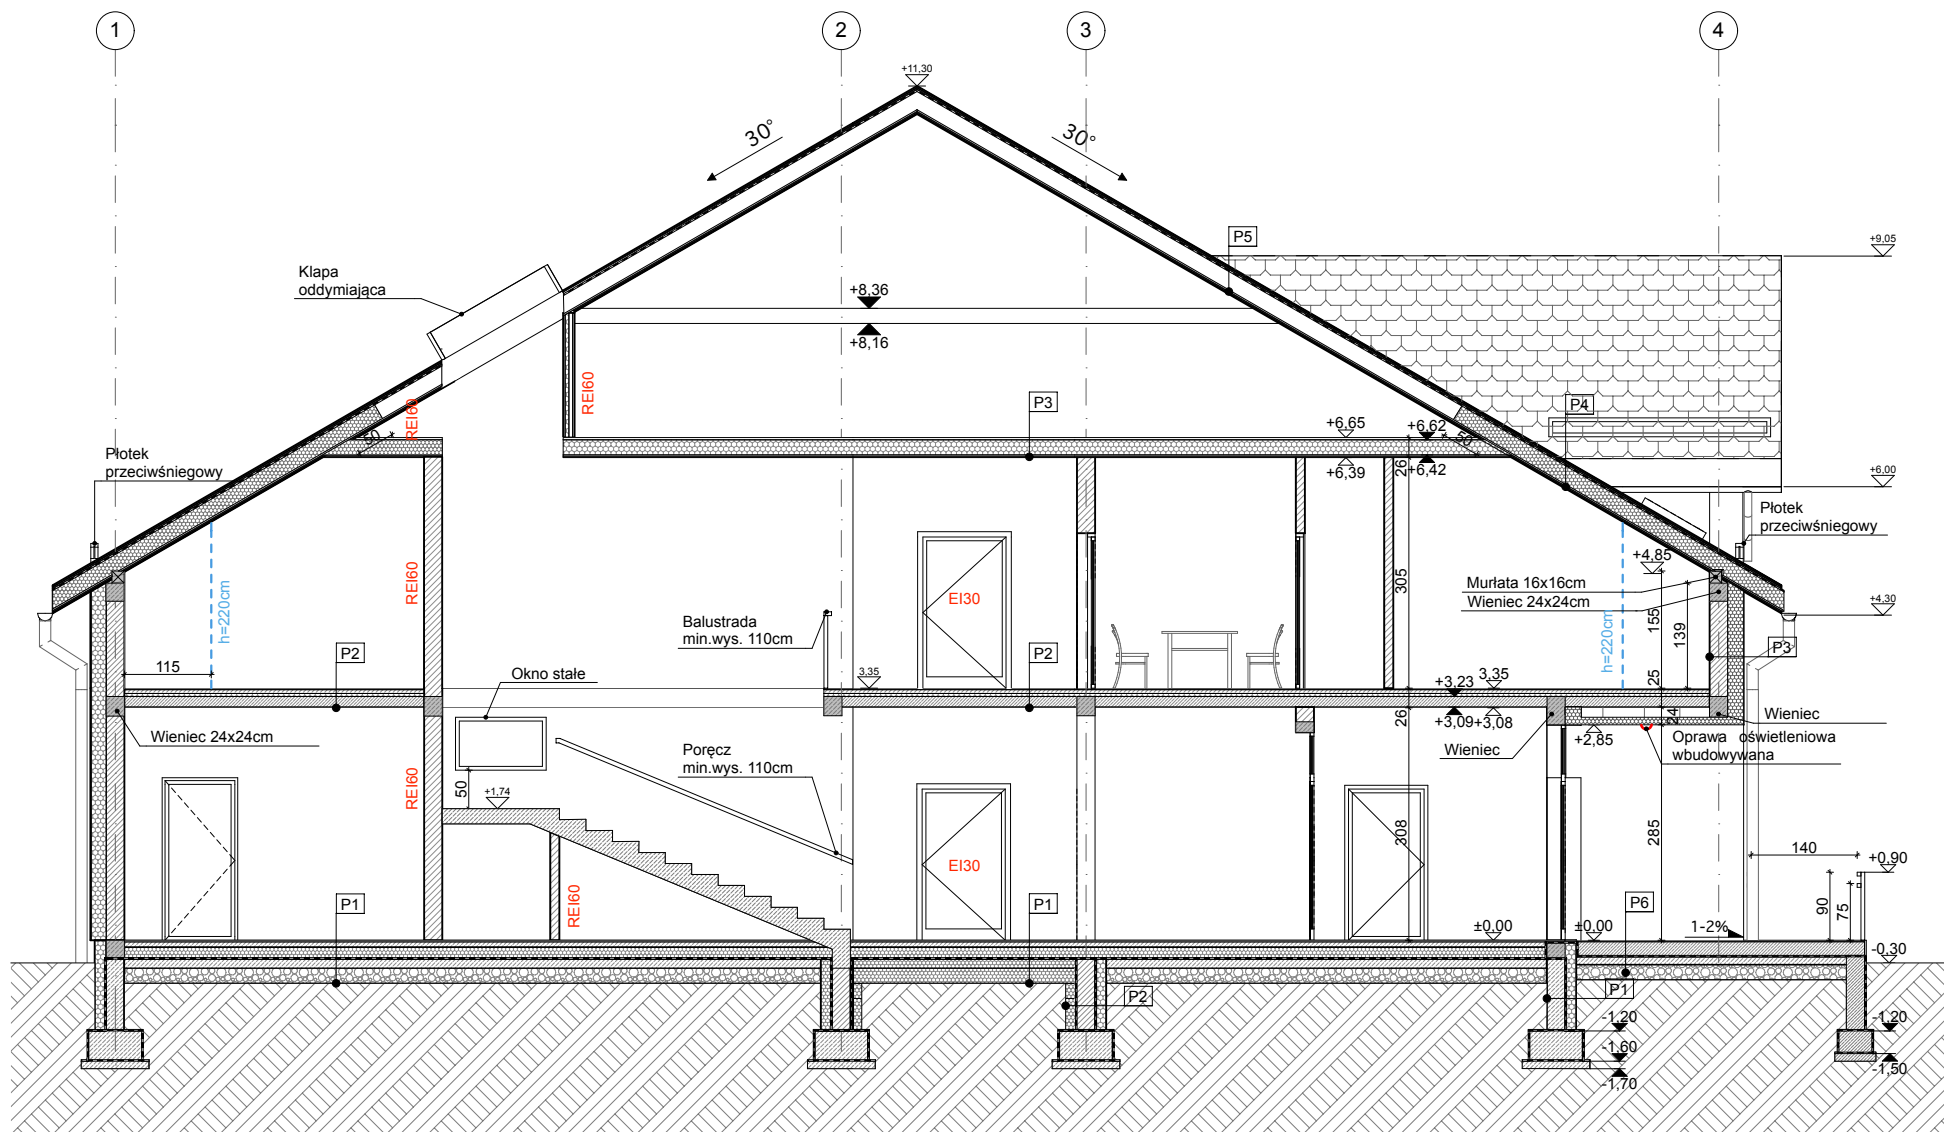 1
2
3
4
+11,30
30°
30°
P5
+9,05
Klapa
oddymiająca
+8,36
+8,16
REI60
REI60
P3
P4
50
+6,65
+6,62
50
+6,39
+6,42
26
+6,00
Płotek
przeciwśniegowy
Płotek
przeciwśniegowy
+4,85
Murłata 16x16cm
Wieniec 24x24cm
+4,30
h=220cm
REI60
EI30
305
h=220cm
155
139
P3
Balustrada
min.wys. 110cm
P2
P2
115
Okno stałe
3,35
+3,23
3,35
25
+3,09
+3,08
26
24
Wieniec
Wieniec 24x24cm
Wieniec
+2,85
Oprawa oświetleniowa
wbudowywana
Poręcz
min.wys. 110cm
REI60
50
+1,74
308
285
140
+0,90
EI30
90
75
P1
REI60
P1
P6
±0,00
±0,00
1-2%
-0,30
P2
P1
-1,20
-1,20
-1,60
-1,50
-1,70